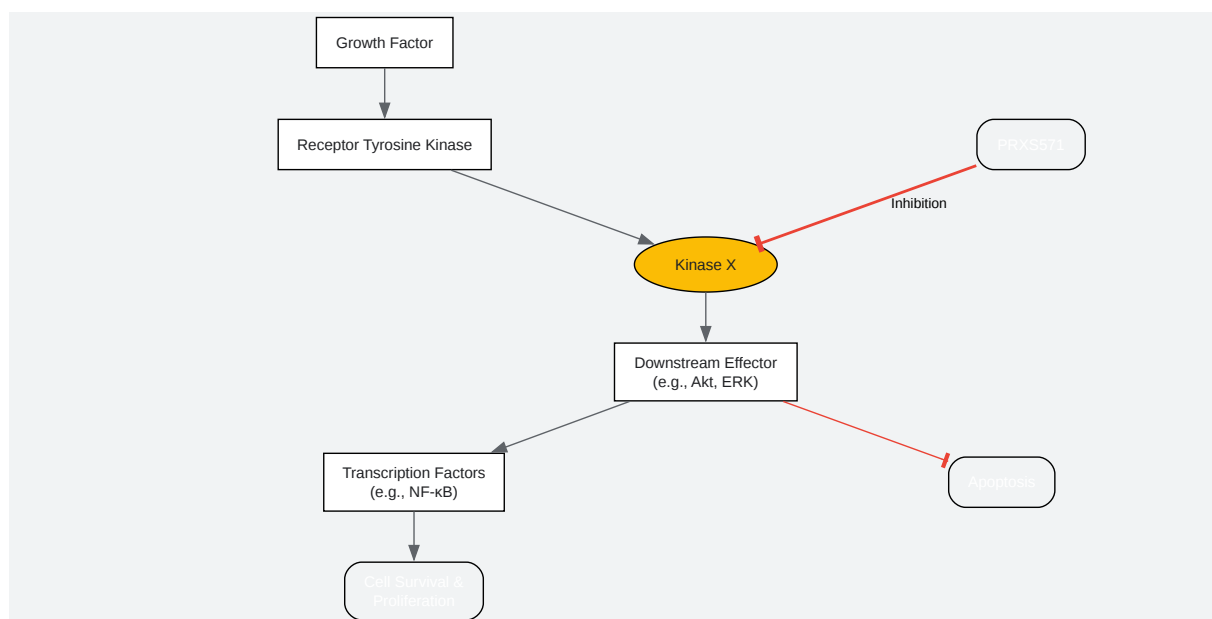 Growth Factor
Receptor Tyrosine Kinase
PRXS571
Inhibition
Kinase X
Downstream Effector
(e.g., Akt, ERK)
Transcription Factors
(e.g., NF-κB)
Apoptosis
Cell Survival &
Proliferation